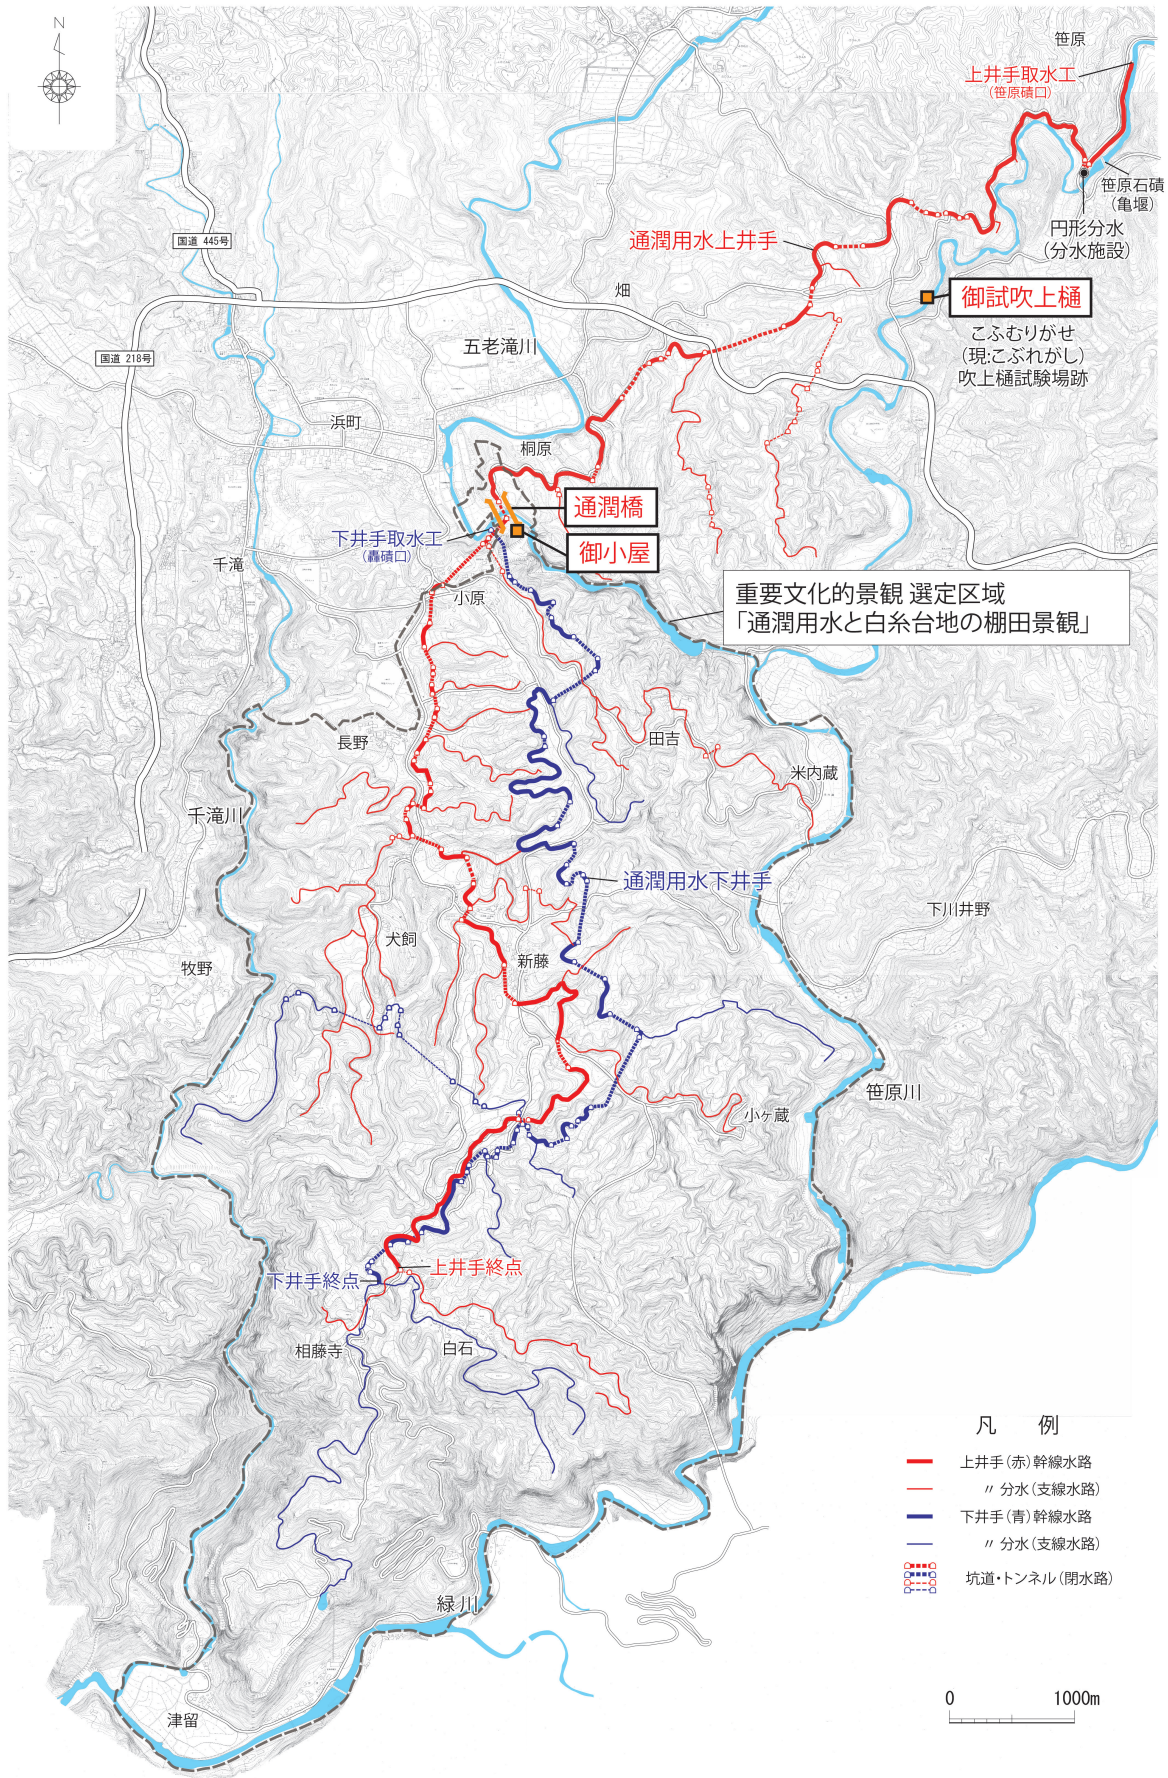 N
笹原
上井手取水工
(笹原磧口)
笹原石磧
(亀堰)
円形分水
(分水施設)
国道 445号
通潤用水上井手
畑
御試吹上樋
こふむりがせ
(現:こぶれがし)
吹上樋試験場跡
五老滝川
国道 218号
浜町
桐原
通潤橋
下井手取水工
(轟磧口)
御小屋
千滝
小原
重要文化的景観 選定区域
「通潤用水と白糸台地の棚田景観」
長野
田吉
米内蔵
千滝川
通潤用水下井手
下川井野
犬飼
新藤
牧野
笹原川
小ヶ蔵
上井手終点
下井手終点
相藤寺
白石
凡 例
上井手(赤)幹線水路
〃 分水(支線水路)
下井手(青)幹線水路
〃 分水(支線水路)
坑道・トンネル(閉水路)
緑川
津留
0 1000m